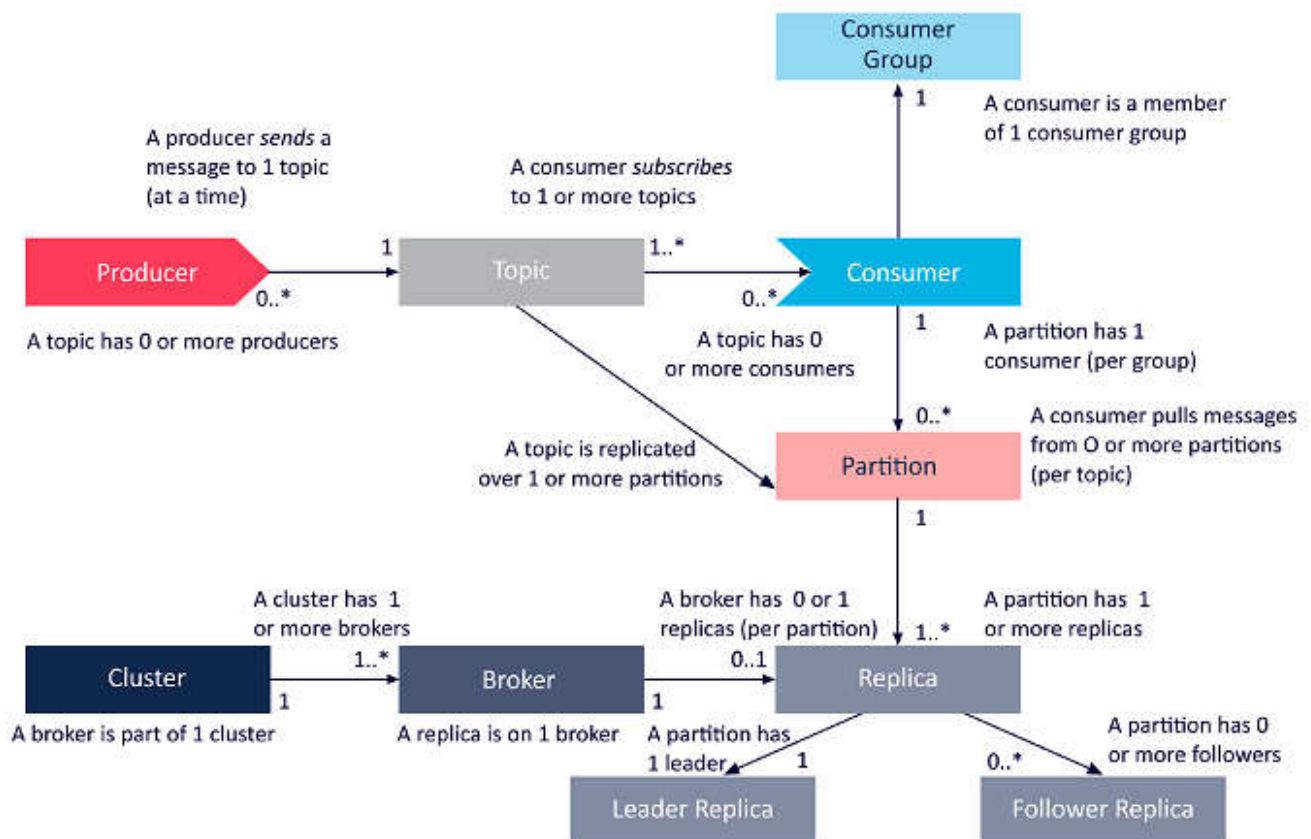 Consumer
Group
1
A consumer is a member
of 1 consumer group
A producer sends a
message to 1 topic
(at a time)
A consumer subscribes
to 1 or more topics
Producer
1
0..*
Topic
1..*
0..*
Consumer
A topic has 0 or more producers
A topic has 0
or more consumers
1
A partition has 1
consumer (per group)
0..*
A consumer pulls messages
from O or more partitions
(per topic)
A topic is replicated
over 1 or more partitions
Partition
1
A cluster has 1
or more brokers
A broker has 0 or 1
replicas (per partition)
A partition has 1
or more replicas
1..*
Cluster
1..*
1
Broker
0..1
1
Replica
A broker is part of 1 cluster
A replica is on 1 broker
A partition has
1 leader
1
0..*
A partition has 0
or more followers
Leader Replica
Follower Replica